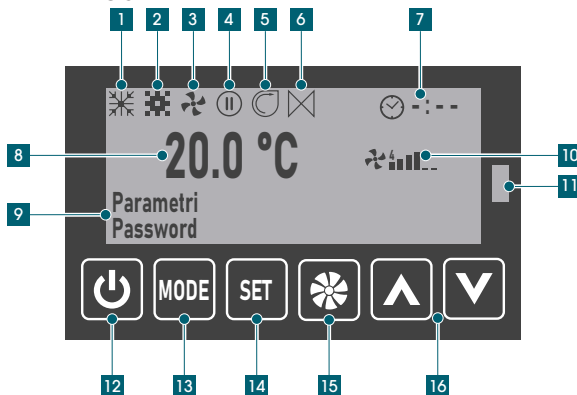 1 2 3 4 5 6 7
-:--
8 20.0 °C 4 10
11
9 Parametri
Password
MODE SET
12 13 14 15 16